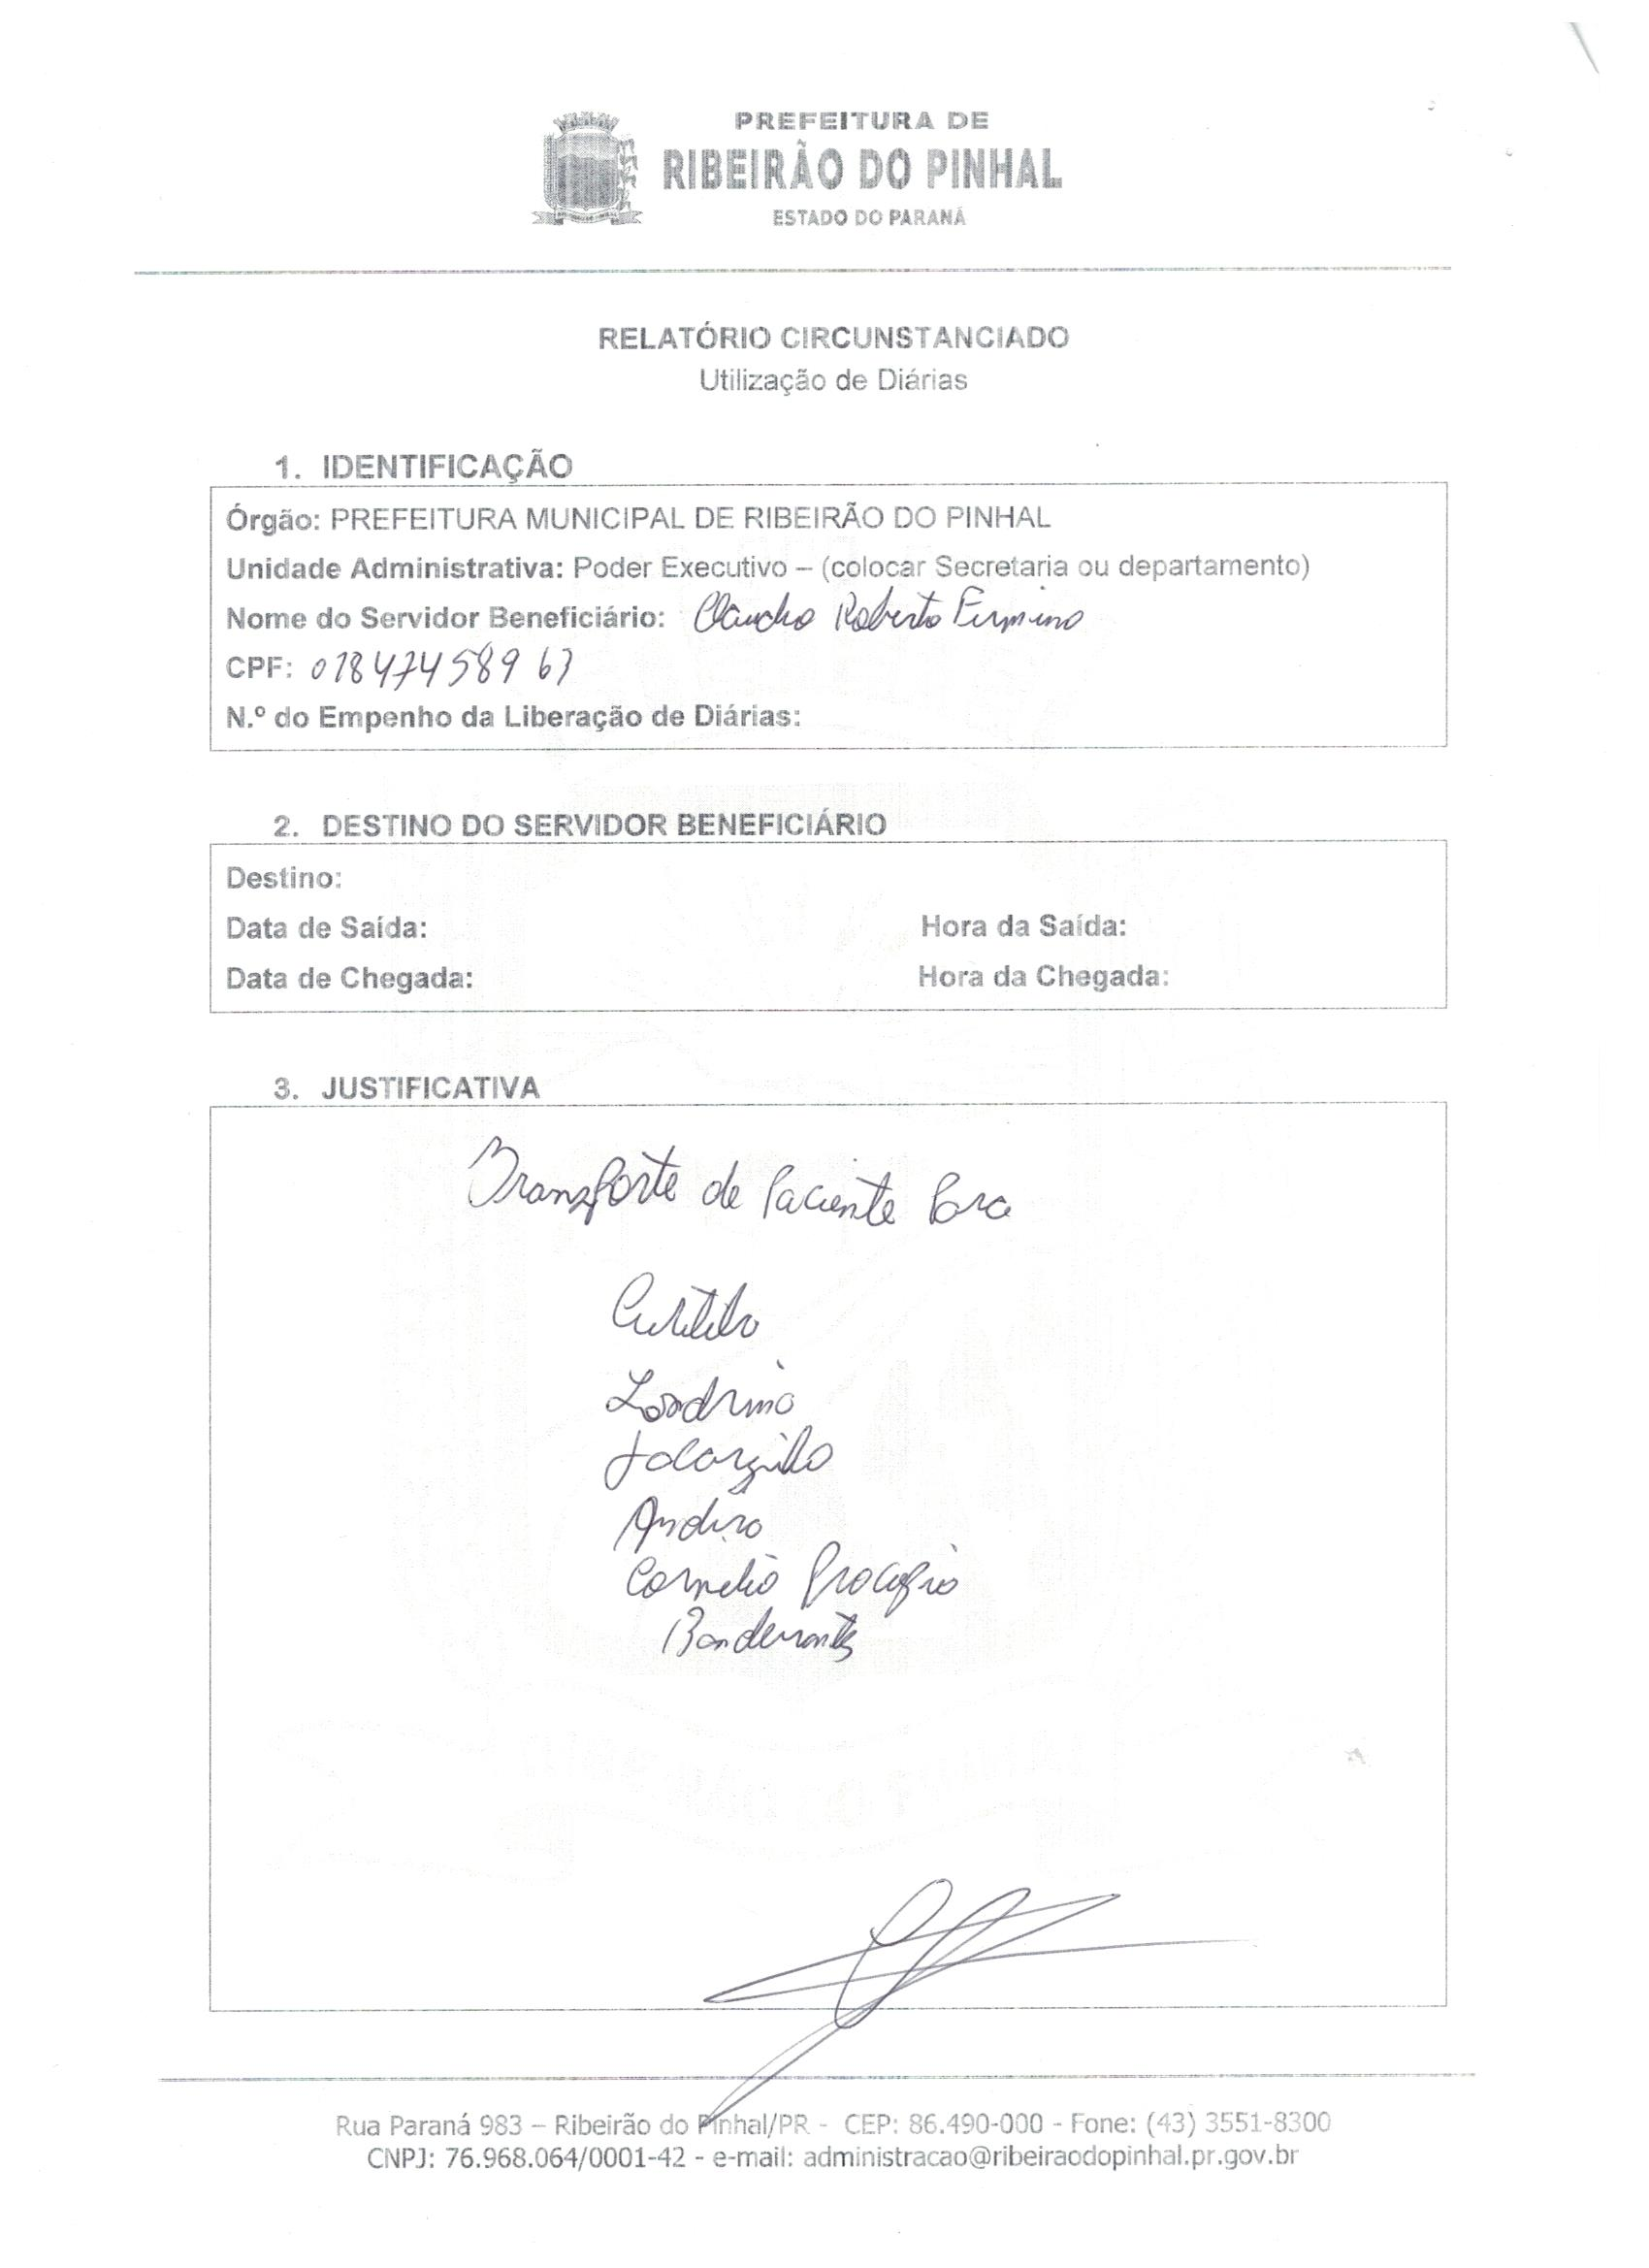 PREFEITURA DE
RIBEIRÃO DO PINHAL
ESTADO DO PARANÁ
RELATÓRIO CIRCUNSTANCIADO
Utilização de Diárias
1. IDENTIFICAÇÃO
Órgão: PREFEITURA MUNICIPAL DE RIBEIRÃO DO PINHAL
Unidade Administrativa: Poder Executivo – (colocar Secretaria ou departamento)
Nome do Servidor Beneficiário: Claudio Roberto Firmino
CPF:
N.º do Empenho da Liberação de Diárias:
2. DESTINO DO SERVIDOR BENEFICIÁRIO
Destino:
Data de Saída: Hora da Saída:
Data de Chegada: Hora da Chegada:
3. JUSTIFICATIVA
Transporte de Paciente Para
Curitiba
Londrina
Jacarezinho
Andira
Cornelio Procopio
Bandeirantes
Rua Paraná 983 – Ribeirão do Pinhal/PR - CEP: 86.490-000 - Fone: (43) 3551-8300
CNPJ: 76.968.064/0001-42 - e-mail: administracao@ribeiraodopinhal.pr.gov.br